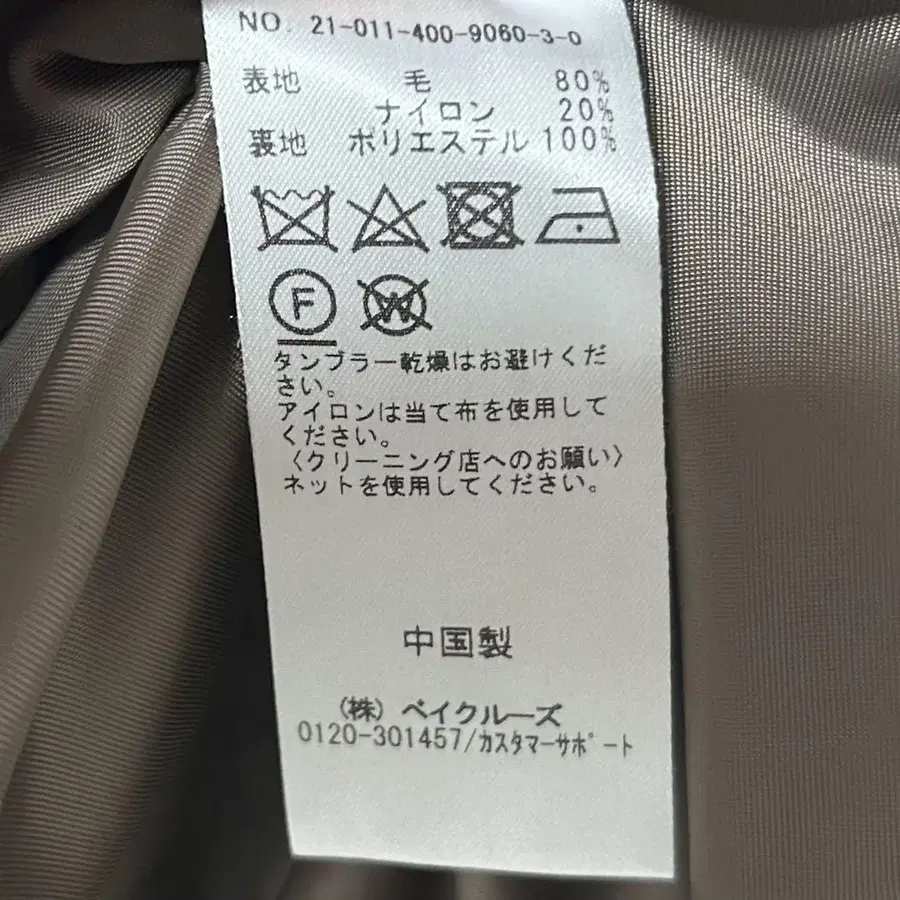 NO. 21-011-400-9060-3-0
表地 毛 80%
ナイロン 20%
裏地 ポリエステル 100%
F W
タンブラー乾燥はお避けくだ
さい。
アイロンは当て布を使用して
ください。
〈クリーニング店へのお願い〉
ネットを使用してください。
中国製
(株) ベイクルーズ
0120-301457/カスタマーサポート